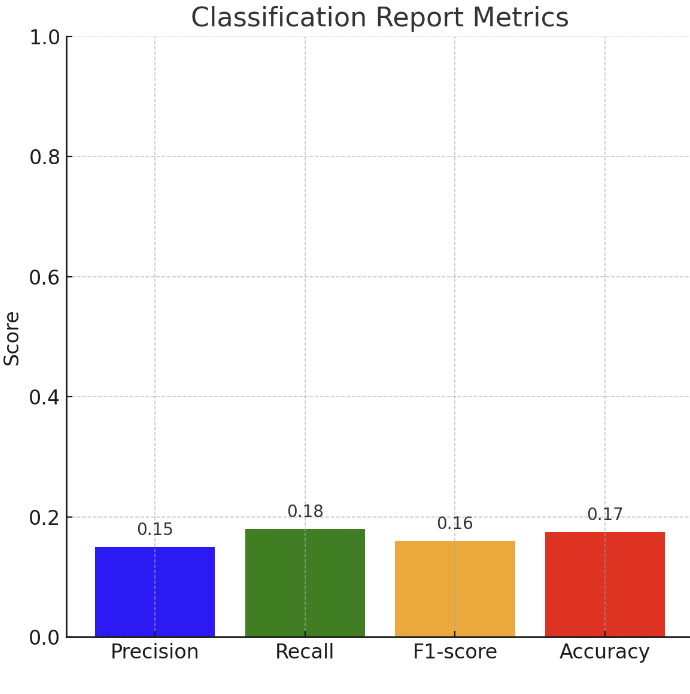 Classification Report Metrics
Score
1.0
0.8
0.6
0.4
0.2
0.0
0.15
0.18
0.16
0.17
Precision
Recall
F1-score
Accuracy